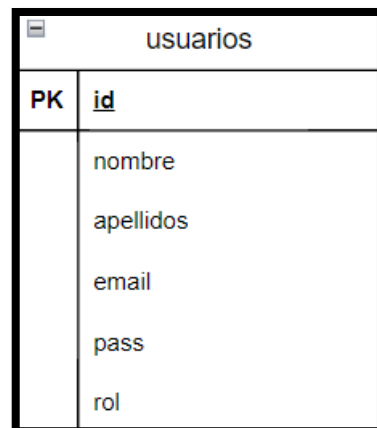 usuarios
PK id
nombre
apellidos
email
pass
rol